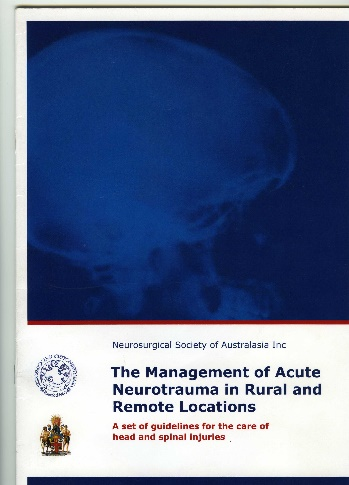 Neurosurgical Society of Australasia Inc
The Management of Acute
Neurotrauma in Rural and
Remote Locations
A set of guidelines for the care of
head and spinal injuries